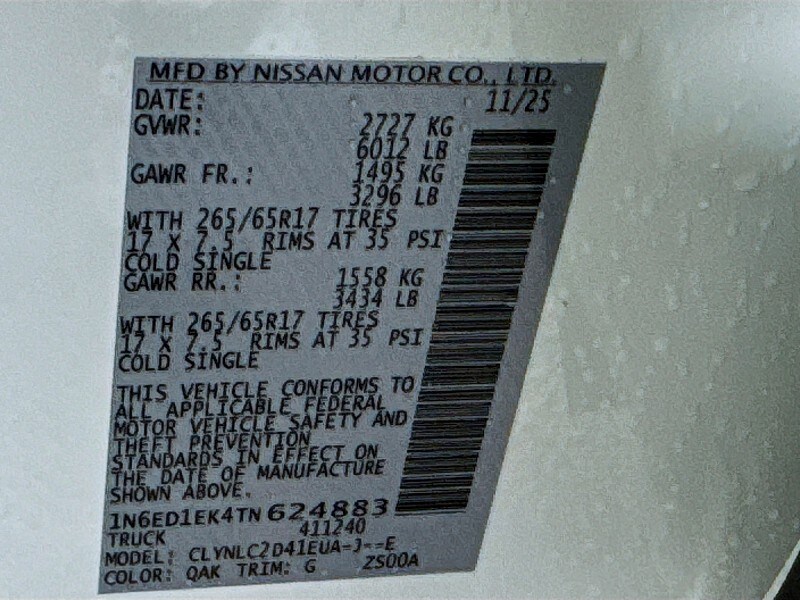 MFD BY NISSAN MOTOR CO., LTD.
DATE: 11/25
GVWR: 2727 KG
6012 LB
GAWR FR.: 1495 KG
3296 LB
WITH 265/65R17 TIRES
17 X 7.5 RIMS AT 35 PSI
COLD SINGLE
GAWR RR.: 1558 KG
3434 LB
WITH 265/65R17 TIRES
17 X 7.5 RIMS AT 35 PSI
COLD SINGLE
THIS VEHICLE CONFORMS TO
ALL APPLICABLE FEDERAL
MOTOR VEHICLE SAFETY AND
THEFT PREVENTION
STANDARDS IN EFFECT ON
THE DATE OF MANUFACTURE
SHOWN ABOVE.
1N6ED1EK4TN624883
TRUCK 411240
MODEL: CLYNLC2D41EUA-J--E
COLOR: QAK TRIM: G ZS00A